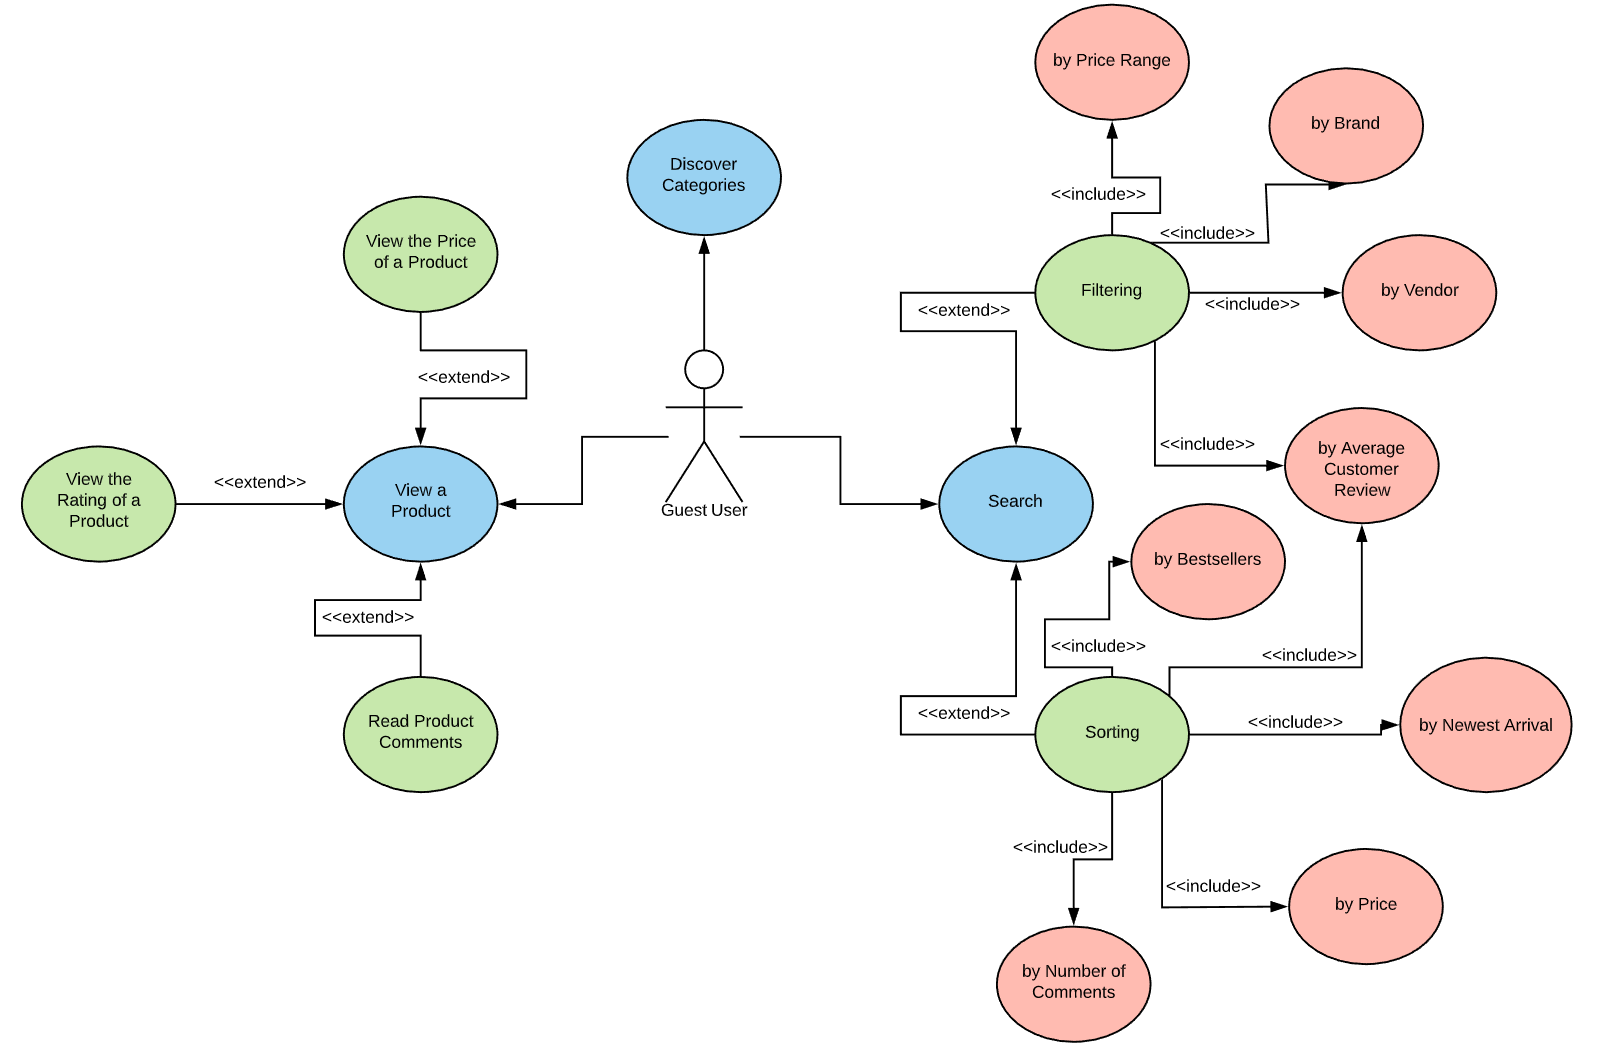 by Price Range
by Brand
Discover
Categories
<<include>>
View the Price
of a Product
<<include>>
Filtering
by Vendor
<<include>>
<<extend>>
<<extend>>
<<include>>
by Average
Customer
Review
View the
Rating of a
Product
<<extend>>
View a
Product
Guest User
Search
by Bestsellers
<<extend>>
<<include>>
<<include>>
Read Product
Comments
<<extend>>
Sorting
<<include>>
by Newest Arrival
<<include>>
<<include>>
by Price
by Number of
Comments